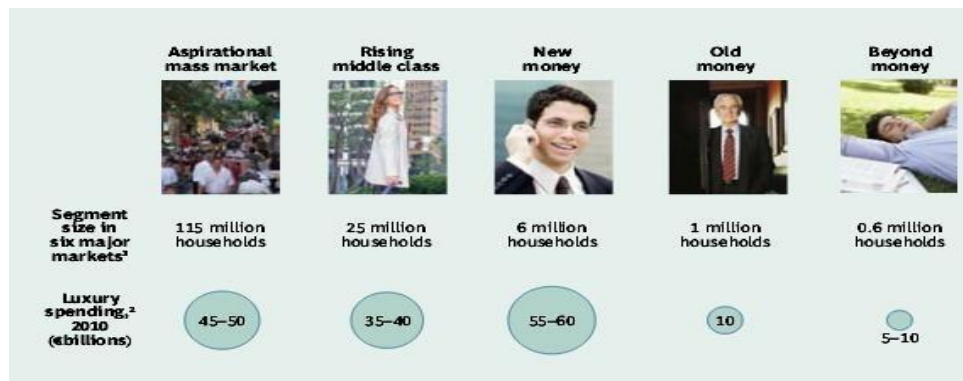 Aspirational mass market
Rising middle class
New money
Old money
Beyond money
Segment size in six major markets³
115 million households
25 million households
6 million households
1 million households
0.6 million households
Luxury spending,² 2010 (€billions)
45–50
35–40
55–60
10
5–10